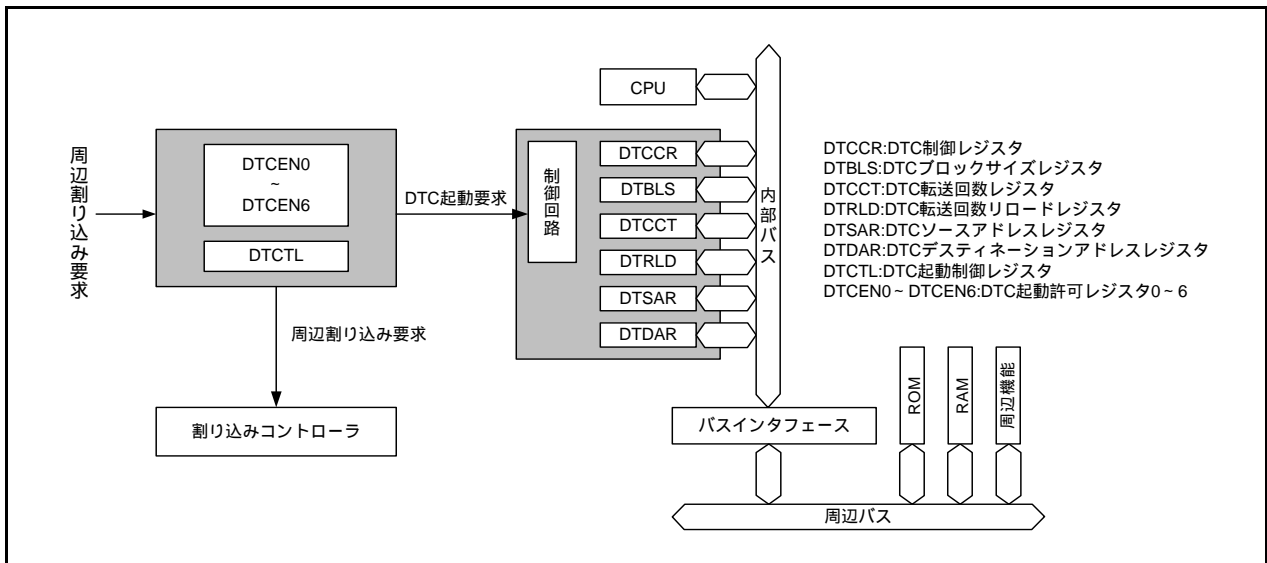 CPU
周辺割り込み要求
DTCEN0
~
DTCEN6
DTCTL
DTC起動要求
制御回路
DTCCR
DTBLS
DTCCT
DTRLD
DTSAR
DTDAR
内部バス
DTCCR:DTC制御レジスタ
DTBLS:DTCブロックサイズレジスタ
DTCCT:DTC転送回数レジスタ
DTRLD:DTC転送回数リロードレジスタ
DTSAR:DTCソースアドレスレジスタ
DTDAR:DTCデスティネーションアドレスレジスタ
DTCTL:DTC起動制御レジスタ
DTCEN0~DTCEN6:DTC起動許可レジスタ0~6
周辺割り込み要求
割り込みコントローラ
バスインタフェース
ROM
RAM
周辺機能
周辺バス